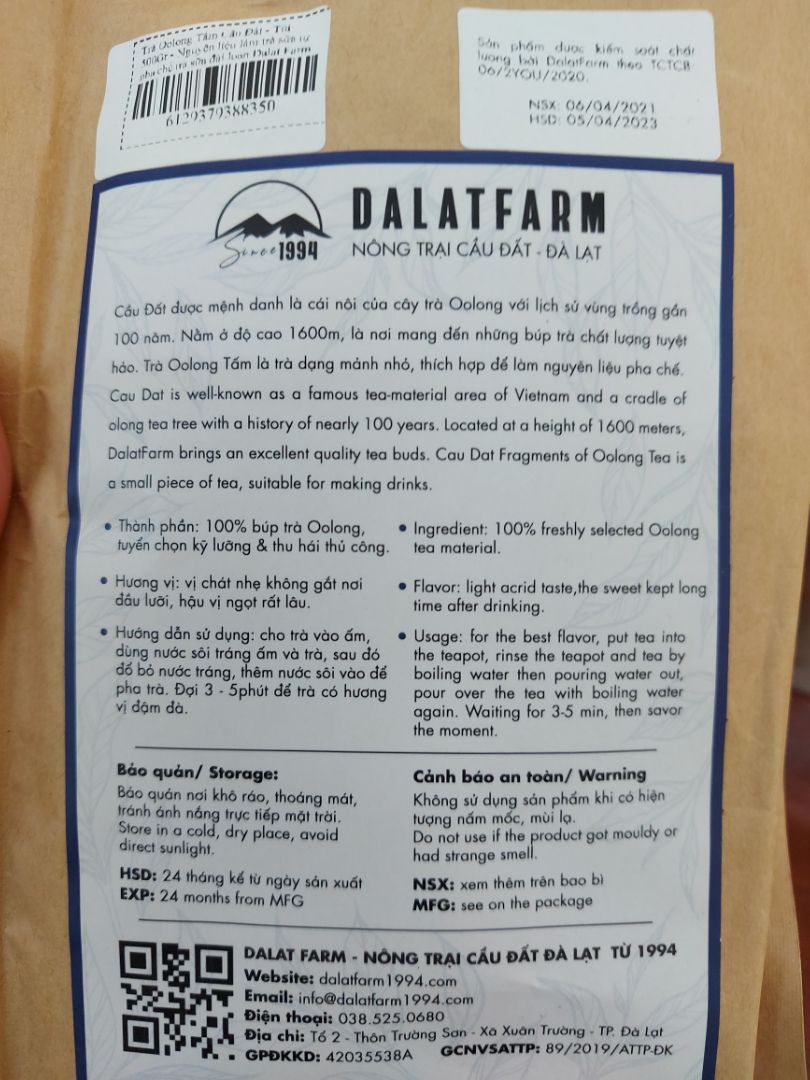 Trà Oolong Tấm Cầu Đất - Túi
500Gr - Nguyên liệu làm trà sữa tự
pha chế trà sữa đài loan Dalat Farm
6129379388350
Sản phẩm được kiểm soát chất
lượng bởi DalatFarm theo TCTCB
06/2YOU/2020.
NSX: 06/04/2021
HSD: 05/04/2023
Since 1994
DALATFARM
NÔNG TRẠI CẦU ĐẤT - ĐÀ LẠT
Cầu Đất được mệnh danh là cái nôi của cây trà Oolong với lịch sử vùng trồng gần
100 năm. Nằm ở độ cao 1600m, là nơi mang đến những búp trà chất lượng tuyệt
hảo. Trà Oolong Tấm là trà dạng mảnh nhỏ, thích hợp để làm nguyên liệu pha chế.
Cau Dat is well-known as a famous tea-material area of Vietnam and a cradle of
olong tea tree with a history of nearly 100 years. Located at a height of 1600 meters,
DalatFarm brings an excellent quality tea buds. Cau Dat Fragments of Oolong Tea is
a small piece of tea, suitable for making drinks.
• Thành phần: 100% búp trà Oolong,
tuyển chọn kỹ lưỡng & thu hái thủ công.
• Hương vị: vị chát nhẹ không gắt nơi
đầu lưỡi, hậu vị ngọt rất lâu.
• Hướng dẫn sử dụng: cho trà vào ấm,
dùng nước sôi tráng ấm và trà, sau đó
đổ bỏ nước tráng, thêm nước sôi vào để
pha trà. Đợi 3 - 5phút để trà có hương
vị đậm đà.
• Ingredient: 100% freshly selected Oolong
tea material.
• Flavor: light acrid taste,the sweet kept long
time after drinking.
• Usage: for the best flavor, put tea into
the teapot, rinse the teapot and tea by
boiling water then pouring water out,
pour over the tea with boiling water
again. Waiting for 3-5 min, then savor
the moment.
Bảo quản/ Storage:
Bảo quản nơi khô ráo, thoáng mát,
tránh ánh nắng trực tiếp mặt trời.
Store in a cold, dry place, avoid
direct sunlight.
HSD: 24 tháng kể từ ngày sản xuất
EXP: 24 months from MFG
Cảnh báo an toàn/ Warning
Không sử dụng sản phẩm khi có hiện
tượng nấm mốc, mùi lạ.
Do not use if the product got mouldy or
had strange smell.
NSX: xem thêm trên bao bì
MFG: see on the package
DALAT FARM - NÔNG TRẠI CẦU ĐẤT ĐÀ LẠT TỪ 1994
Website: dalatfarm1994.com
Email: info@dalatfarm1994.com
Điện thoại: 038.525.0680
Địa chỉ: Tổ 2 - Thôn Trường Sơn - Xã Xuân Trường - TP. Đà Lạt
GPĐKKD: 42035538A GCNVSATTP: 89/2019/ATTP-ĐK